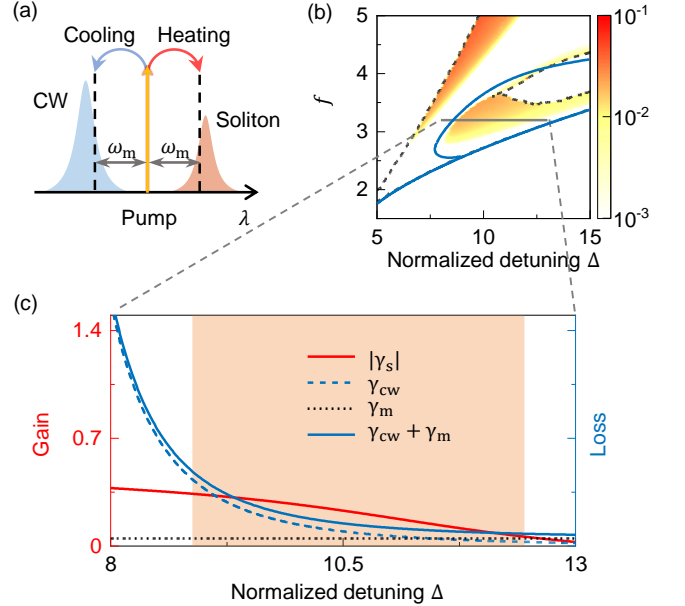 (a)
Cooling Heating
CW
Soliton
ωm ωm
Pump λ
(b)
f
5
4
3
2
5 10 15
Normalized detuning Δ
10⁻¹
10⁻²
10⁻³
(c)
Gain
1.4
0.7
0
|γs|
γcw
γm
γcw + γm
Loss
8 10.5 13
Normalized detuning Δ